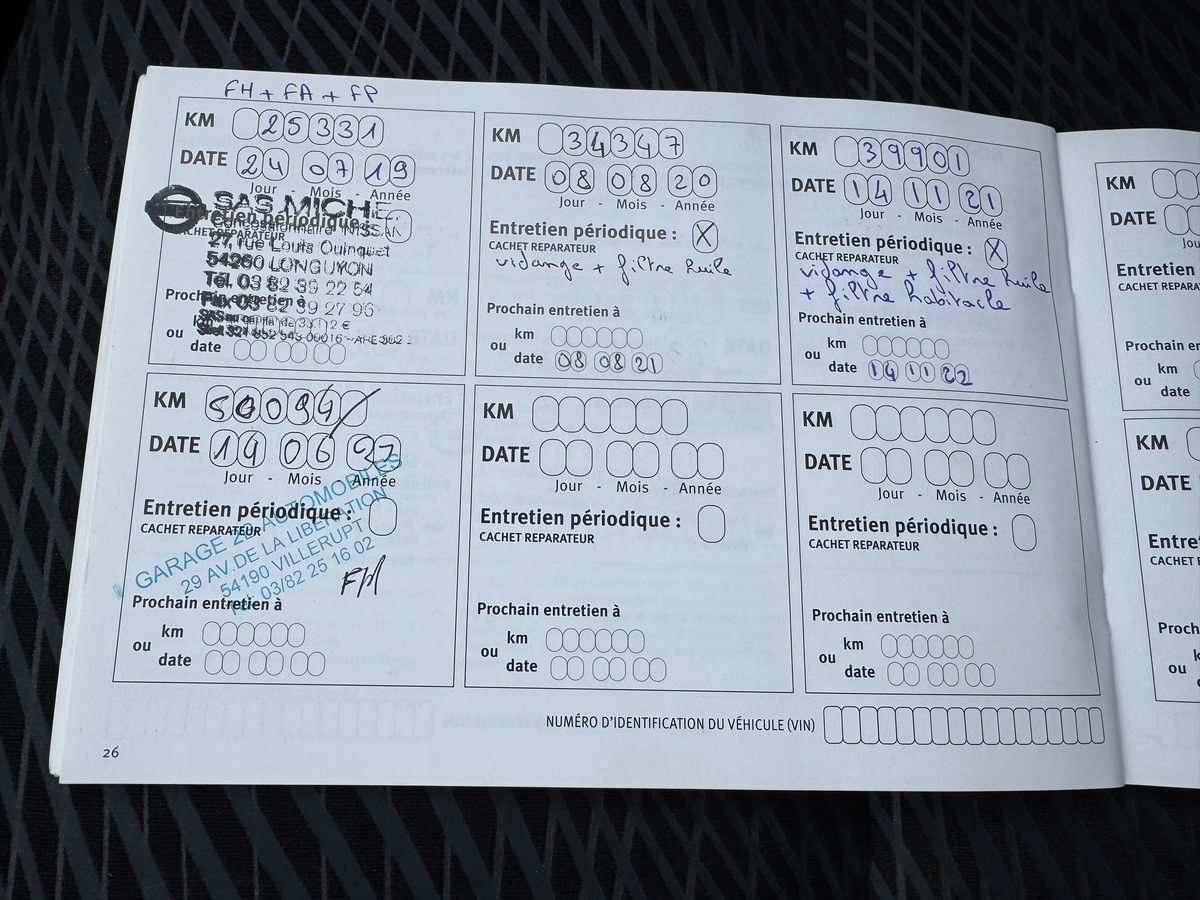 FH + FA + FP
KM 25331
DATE 24 07 19
Jour - Mois - Année
SAS MICHEL
Entretien périodique :
Concessionnaire NISSAN
CACHET REPARATEUR
27, rue Louis Quinquet
54260 LONGUYON
Tél. 03 82 39 22 54
Prochain entretien à
Fax 03 82 39 27 96
km
ou
date
KM 34347
DATE 08 08 20
Jour - Mois - Année
Entretien périodique : X
CACHET REPARATEUR
vidange + filtre huile
Prochain entretien à
km
ou
date 08 08 21
KM 39901
DATE 14 11 21
Jour - Mois - Année
Entretien périodique : X
CACHET REPARATEUR
vidange + filtre huile
+ filtre habitacle
Prochain entretien à
km
ou
date 14 11 22
KM
DATE 19 06
Jour - Mois - Année
Entretien périodique :
CACHET REPARATEUR
GARAGE AUTOMOBILES
29 AV. DE LA LIBERATION
54190 VILLERUPT
Tél. 03/82 25 16 02
Prochain entretien à
km
ou
date
KM
DATE
Jour - Mois - Année
Entretien périodique :
CACHET REPARATEUR
Prochain entretien à
km
ou
date
KM
DATE
Jour - Mois - Année
Entretien périodique :
CACHET REPARATEUR
Prochain entretien à
km
ou
date
NUMÉRO D'IDENTIFICATION DU VÉHICULE (VIN)
26
KM
DATE
Jou
Entretien p
CACHET REPARA
Prochain en
km
ou
date
KM
DATE
Entre
CACHET
Proch
ou